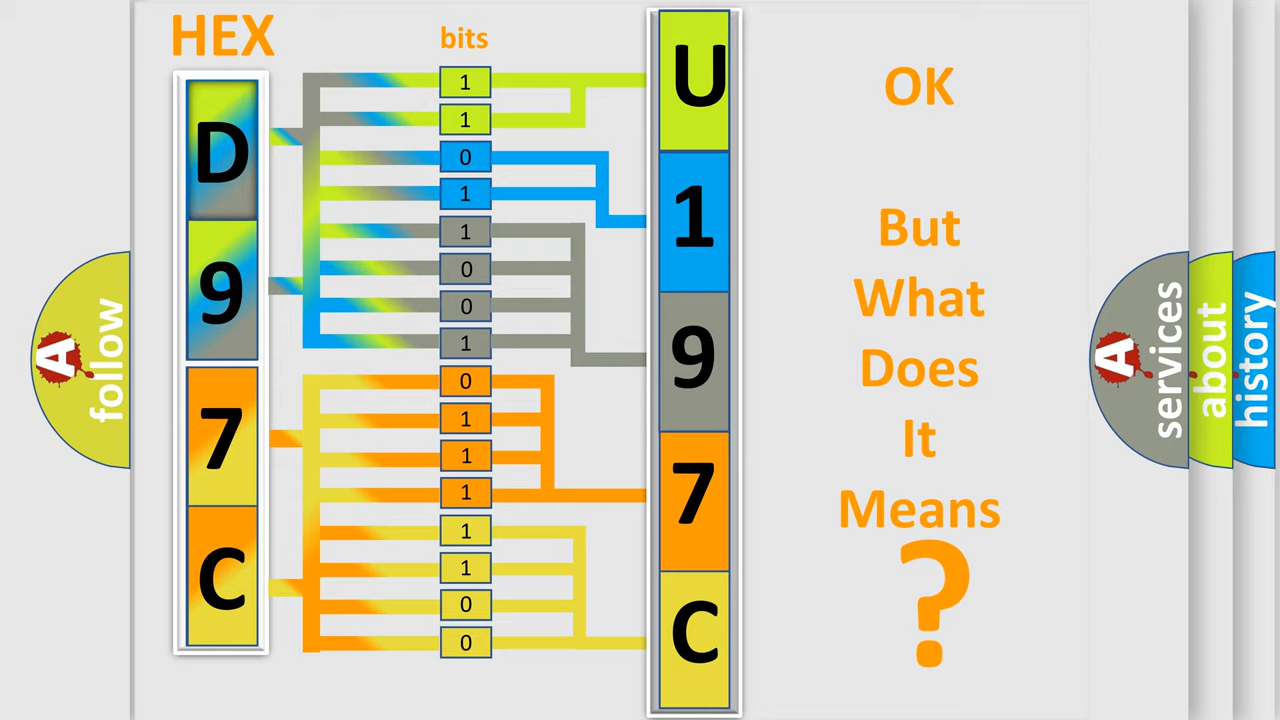 HEX
bits
D
9
7
C
1
1
0
1
1
0
0
1
0
1
1
1
1
1
0
0
U
1
9
7
C
OK
But
What
Does
It
Means
?
A follow
A services
about
history